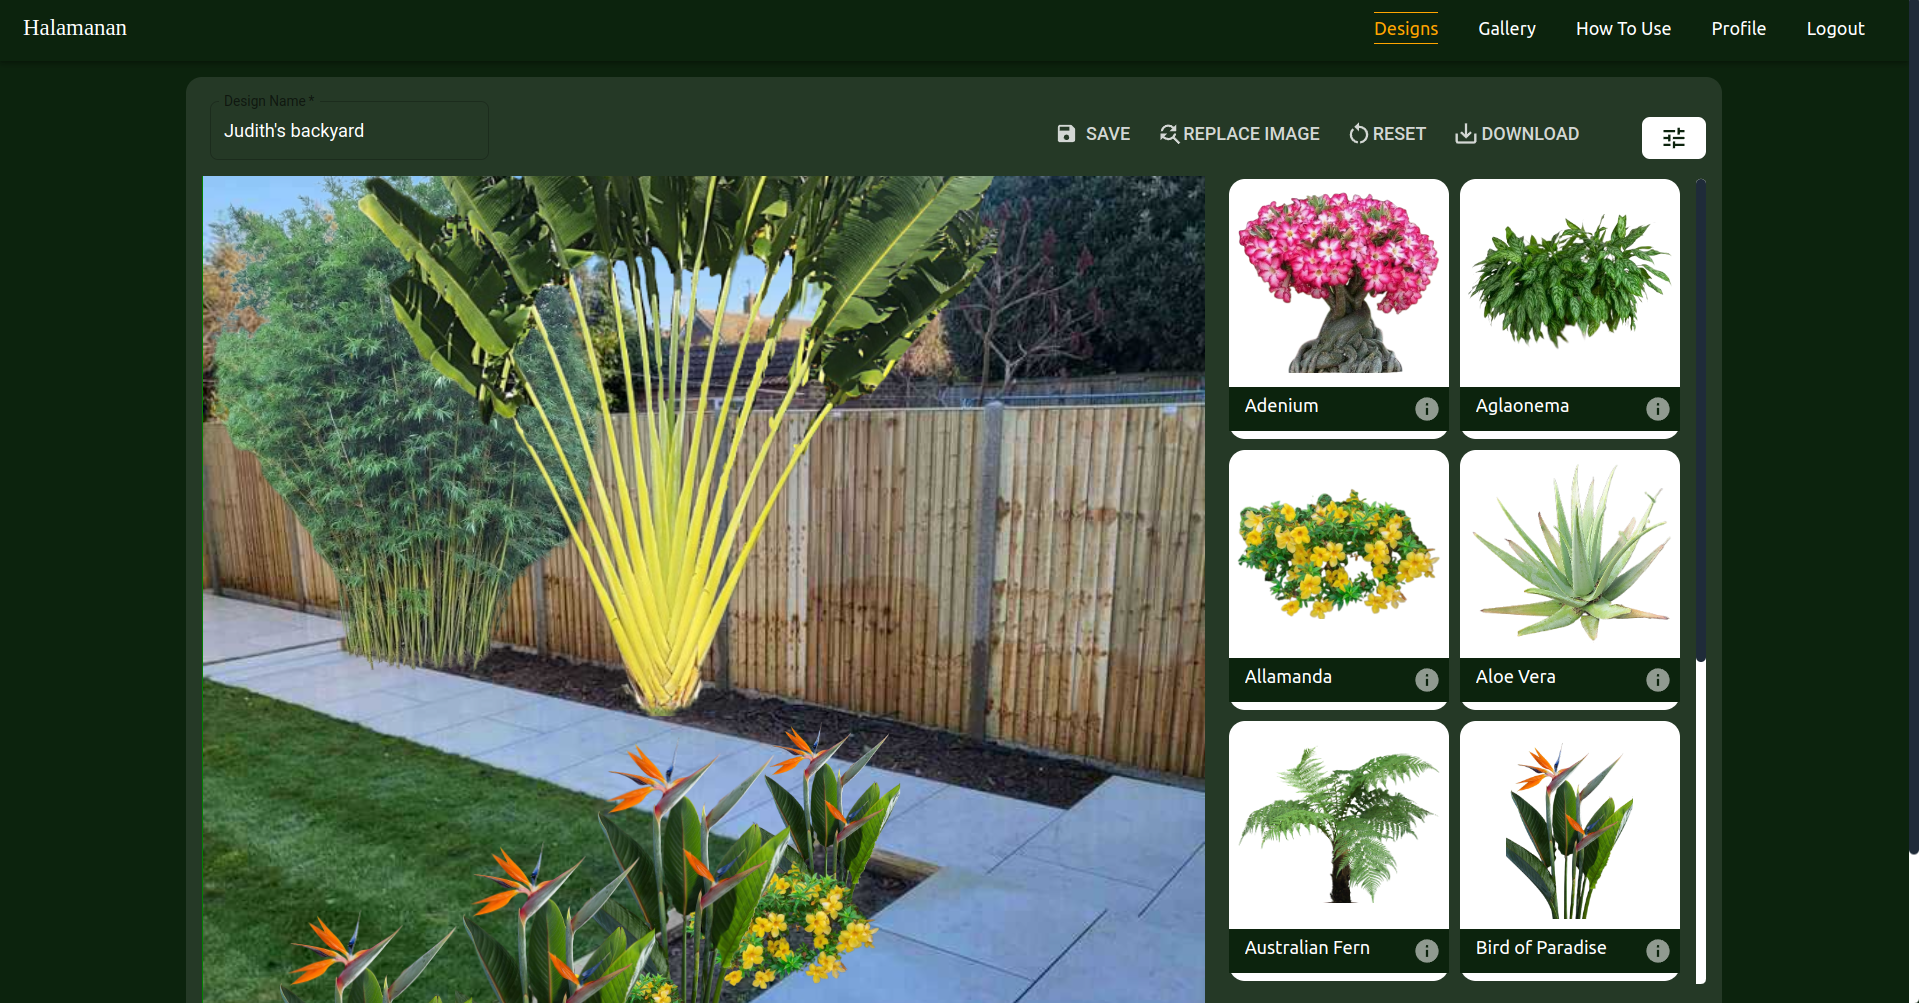 Halamanan
Designs
Gallery
How To Use
Profile
Logout
Design Name *
Judith's backyard
SAVE
REPLACE IMAGE
RESET
DOWNLOAD
Adenium
Aglaonema
Allamanda
Aloe Vera
Australian Fern
Bird of Paradise